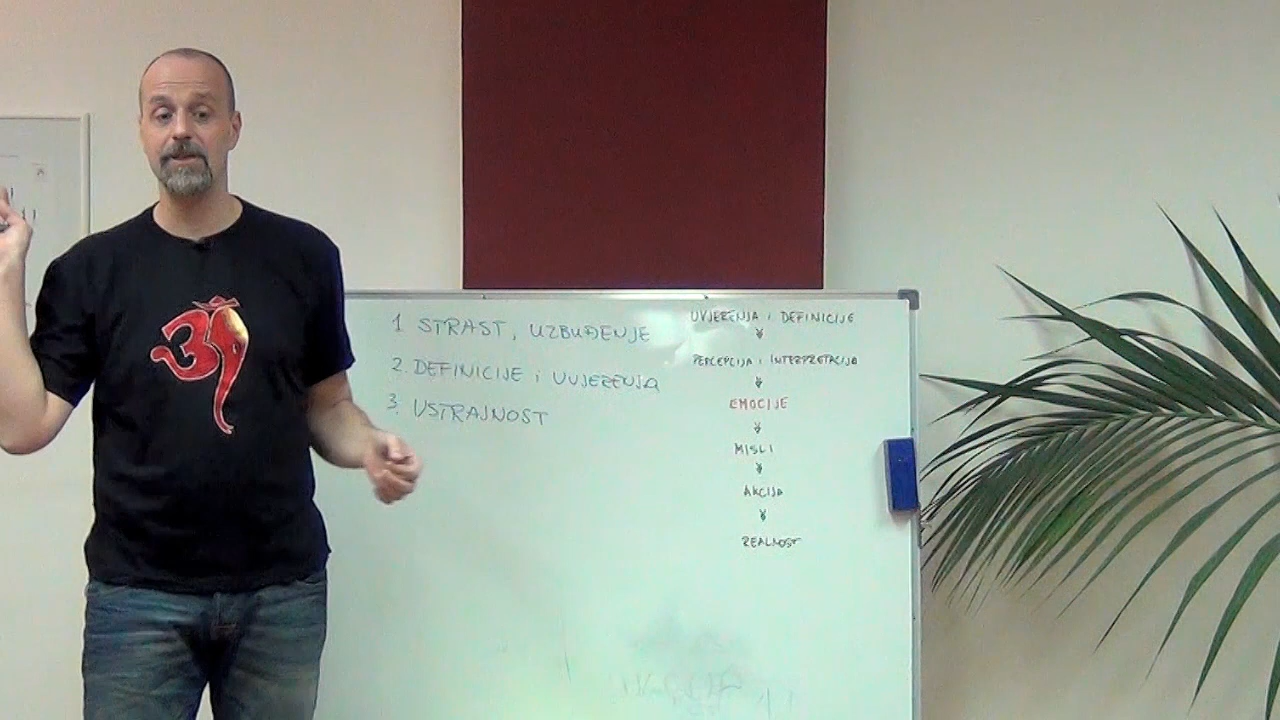 1. STRAST, UZBUĐENJE
2. DEFINICIJE i UVJERENJA
3. USTRAJNOST
UVJERENJA i DEFINICIJE
PERCEPCIJA i INTERPRETACIJA
EMOCIJE
MISLI
AKCIJA
REALNOST